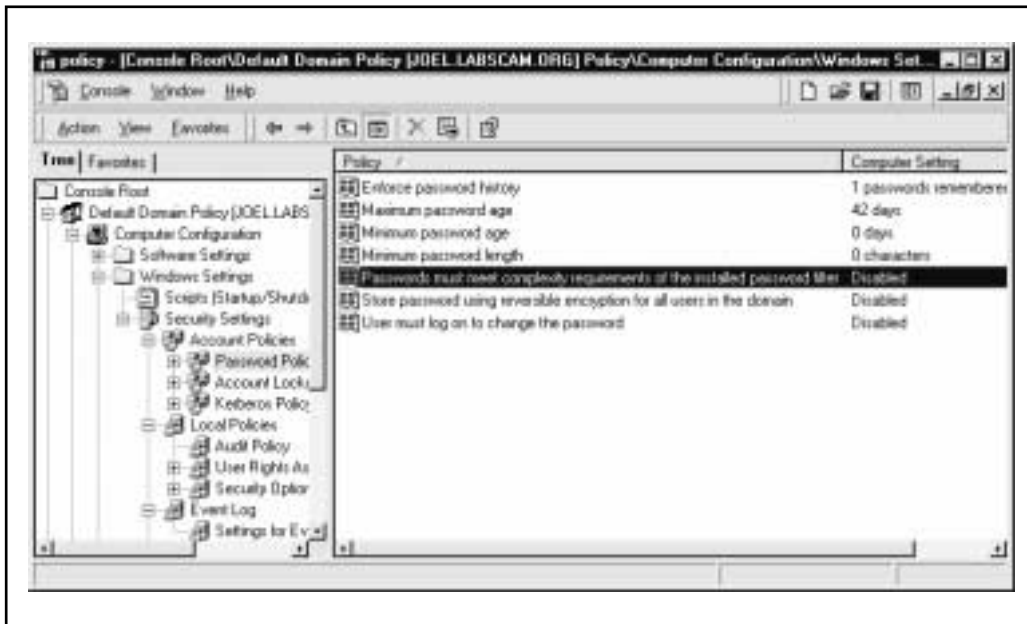 policy - [Console Root\Default Domain Policy [JOEL.LABSCAM.ORG] Policy\Computer Configuration\Windows Set...
Console Window Help
Action View Favorites
Tree Favorites
Policy Computer Setting
Console Root
Default Domain Policy [JOEL.LABS
Computer Configuration
Software Settings
Windows Settings
Scripts (Startup/Shutd
Security Settings
Account Policies
Password Polic
Account Locko
Kerberos Policy
Local Policies
Audit Policy
User Rights As
Security Option
Event Log
Settings for Ev
Enforce password history 1 passwords remembered
Maximum password age 42 days
Minimum password age 0 days
Minimum password length 0 characters
Passwords must meet complexity requirements of the installed password filter Disabled
Store password using reversible encryption for all users in the domain Disabled
User must log on to change the password Disabled